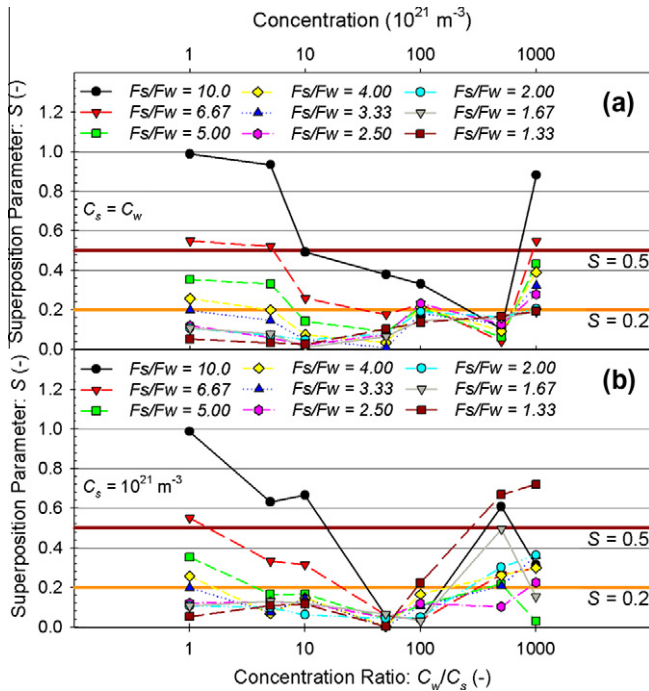 Concentration (10²¹ m⁻³)
1 10 100 1000
Superposition Parameter: S (-)
1.2
1.0
0.8
0.6
0.4
0.2
0.0
Fs/Fw = 10.0 Fs/Fw = 4.00 Fs/Fw = 2.00
Fs/Fw = 6.67 Fs/Fw = 3.33 Fs/Fw = 1.67
Fs/Fw = 5.00 Fs/Fw = 2.50 Fs/Fw = 1.33
(a)
Cₛ = C_w
S = 0.5
S = 0.2
Superposition Parameter: S (-)
1.2
1.0
0.8
0.6
0.4
0.2
0.0
Fs/Fw = 10.0 Fs/Fw = 4.00 Fs/Fw = 2.00
Fs/Fw = 6.67 Fs/Fw = 3.33 Fs/Fw = 1.67
Fs/Fw = 5.00 Fs/Fw = 2.50 Fs/Fw = 1.33
(b)
Cₛ = 10²¹ m⁻³
S = 0.5
S = 0.2
1 10 100 1000
Concentration Ratio: C_w/Cₛ (-)